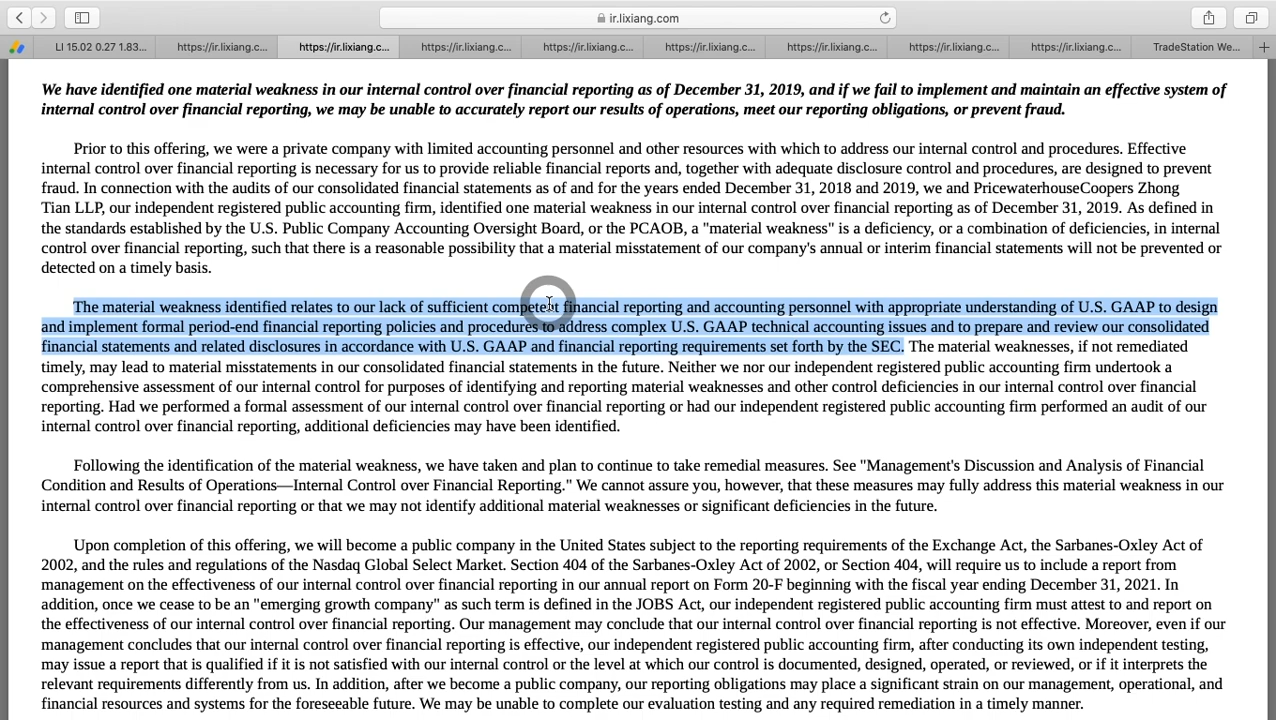 ir.lixiang.com
LI 15.02 0.27 1.83...
https://ir.lixiang.c...
https://ir.lixiang.c...
https://ir.lixiang.c...
https://ir.lixiang.c...
https://ir.lixiang.c...
https://ir.lixiang.c...
https://ir.lixiang.c...
https://ir.lixiang.c...
TradeStation We...
We have identified one material weakness in our internal control over financial reporting as of December 31, 2019, and if we fail to implement and maintain an effective system of
internal control over financial reporting, we may be unable to accurately report our results of operations, meet our reporting obligations, or prevent fraud.
Prior to this offering, we were a private company with limited accounting personnel and other resources with which to address our internal control and procedures. Effective
internal control over financial reporting is necessary for us to provide reliable financial reports and, together with adequate disclosure control and procedures, are designed to prevent
fraud. In connection with the audits of our consolidated financial statements as of and for the years ended December 31, 2018 and 2019, we and PricewaterhouseCoopers Zhong
Tian LLP, our independent registered public accounting firm, identified one material weakness in our internal control over financial reporting as of December 31, 2019. As defined in
the standards established by the U.S. Public Company Accounting Oversight Board, or the PCAOB, a "material weakness" is a deficiency, or a combination of deficiencies, in internal
control over financial reporting, such that there is a reasonable possibility that a material misstatement of our company's annual or interim financial statements will not be prevented or
detected on a timely basis.
The material weakness identified relates to our lack of sufficient competent financial reporting and accounting personnel with appropriate understanding of U.S. GAAP to design
and implement formal period-end financial reporting policies and procedures to address complex U.S. GAAP technical accounting issues and to prepare and review our consolidated
financial statements and related disclosures in accordance with U.S. GAAP and financial reporting requirements set forth by the SEC. The material weaknesses, if not remediated
timely, may lead to material misstatements in our consolidated financial statements in the future. Neither we nor our independent registered public accounting firm undertook a
comprehensive assessment of our internal control for purposes of identifying and reporting material weaknesses and other control deficiencies in our internal control over financial
reporting. Had we performed a formal assessment of our internal control over financial reporting or had our independent registered public accounting firm performed an audit of our
internal control over financial reporting, additional deficiencies may have been identified.
Following the identification of the material weakness, we have taken and plan to continue to take remedial measures. See "Management's Discussion and Analysis of Financial
Condition and Results of Operations—Internal Control over Financial Reporting." We cannot assure you, however, that these measures may fully address this material weakness in our
internal control over financial reporting or that we may not identify additional material weaknesses or significant deficiencies in the future.
Upon completion of this offering, we will become a public company in the United States subject to the reporting requirements of the Exchange Act, the Sarbanes-Oxley Act of
2002, and the rules and regulations of the Nasdaq Global Select Market. Section 404 of the Sarbanes-Oxley Act of 2002, or Section 404, will require us to include a report from
management on the effectiveness of our internal control over financial reporting in our annual report on Form 20-F beginning with the fiscal year ending December 31, 2021. In
addition, once we cease to be an "emerging growth company" as such term is defined in the JOBS Act, our independent registered public accounting firm must attest to and report on
the effectiveness of our internal control over financial reporting. Our management may conclude that our internal control over financial reporting is not effective. Moreover, even if our
management concludes that our internal control over financial reporting is effective, our independent registered public accounting firm, after conducting its own independent testing,
may issue a report that is qualified if it is not satisfied with our internal control or the level at which our control is documented, designed, operated, or reviewed, or if it interprets the
relevant requirements differently from us. In addition, after we become a public company, our reporting obligations may place a significant strain on our management, operational, and
financial resources and systems for the foreseeable future. We may be unable to complete our evaluation testing and any required remediation in a timely manner.